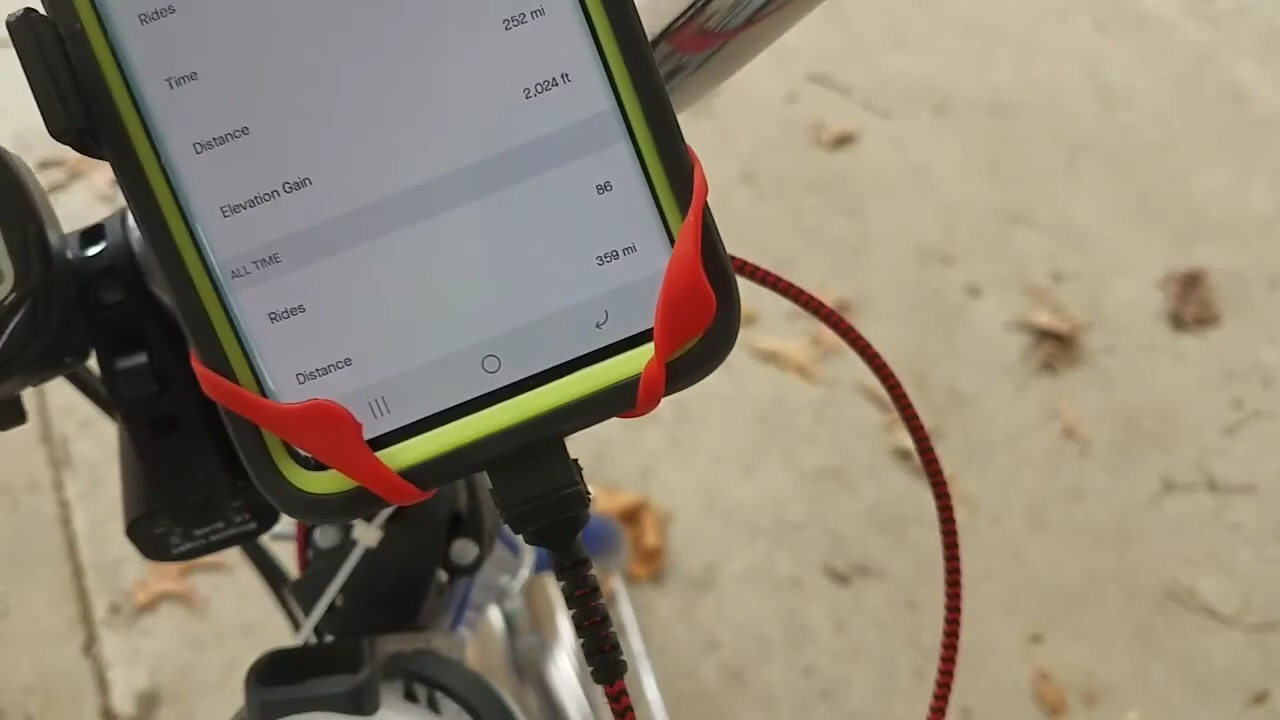 Rides
Time
Distance 252 mi
Elevation Gain 2,024 ft
ALL TIME
Rides 86
Distance 359 mi